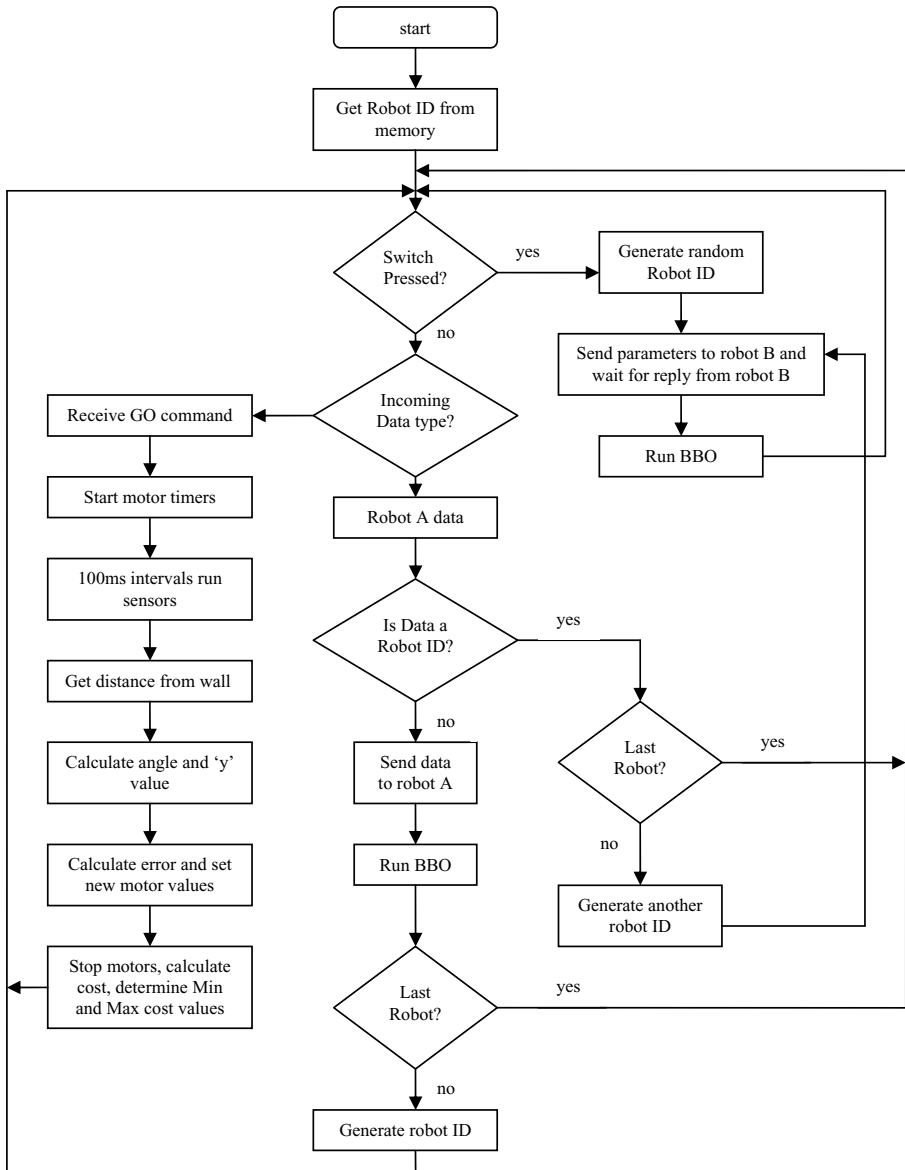 start
Get Robot ID from
memory
Switch
Pressed?
yes
Generate random
Robot ID
no
Send parameters to robot B and
wait for reply from robot B
Run BBO
Incoming
Data type?
Receive GO command
Start motor timers
100ms intervals run
sensors
Get distance from wall
Calculate angle and ‘y’
value
Calculate error and set
new motor values
Stop motors, calculate
cost, determine Min
and Max cost values
Robot A data
Is Data a
Robot ID?
yes
no
Last
Robot?
yes
no
Generate another
robot ID
Send data
to robot A
Run BBO
Last
Robot?
yes
no
Generate robot ID